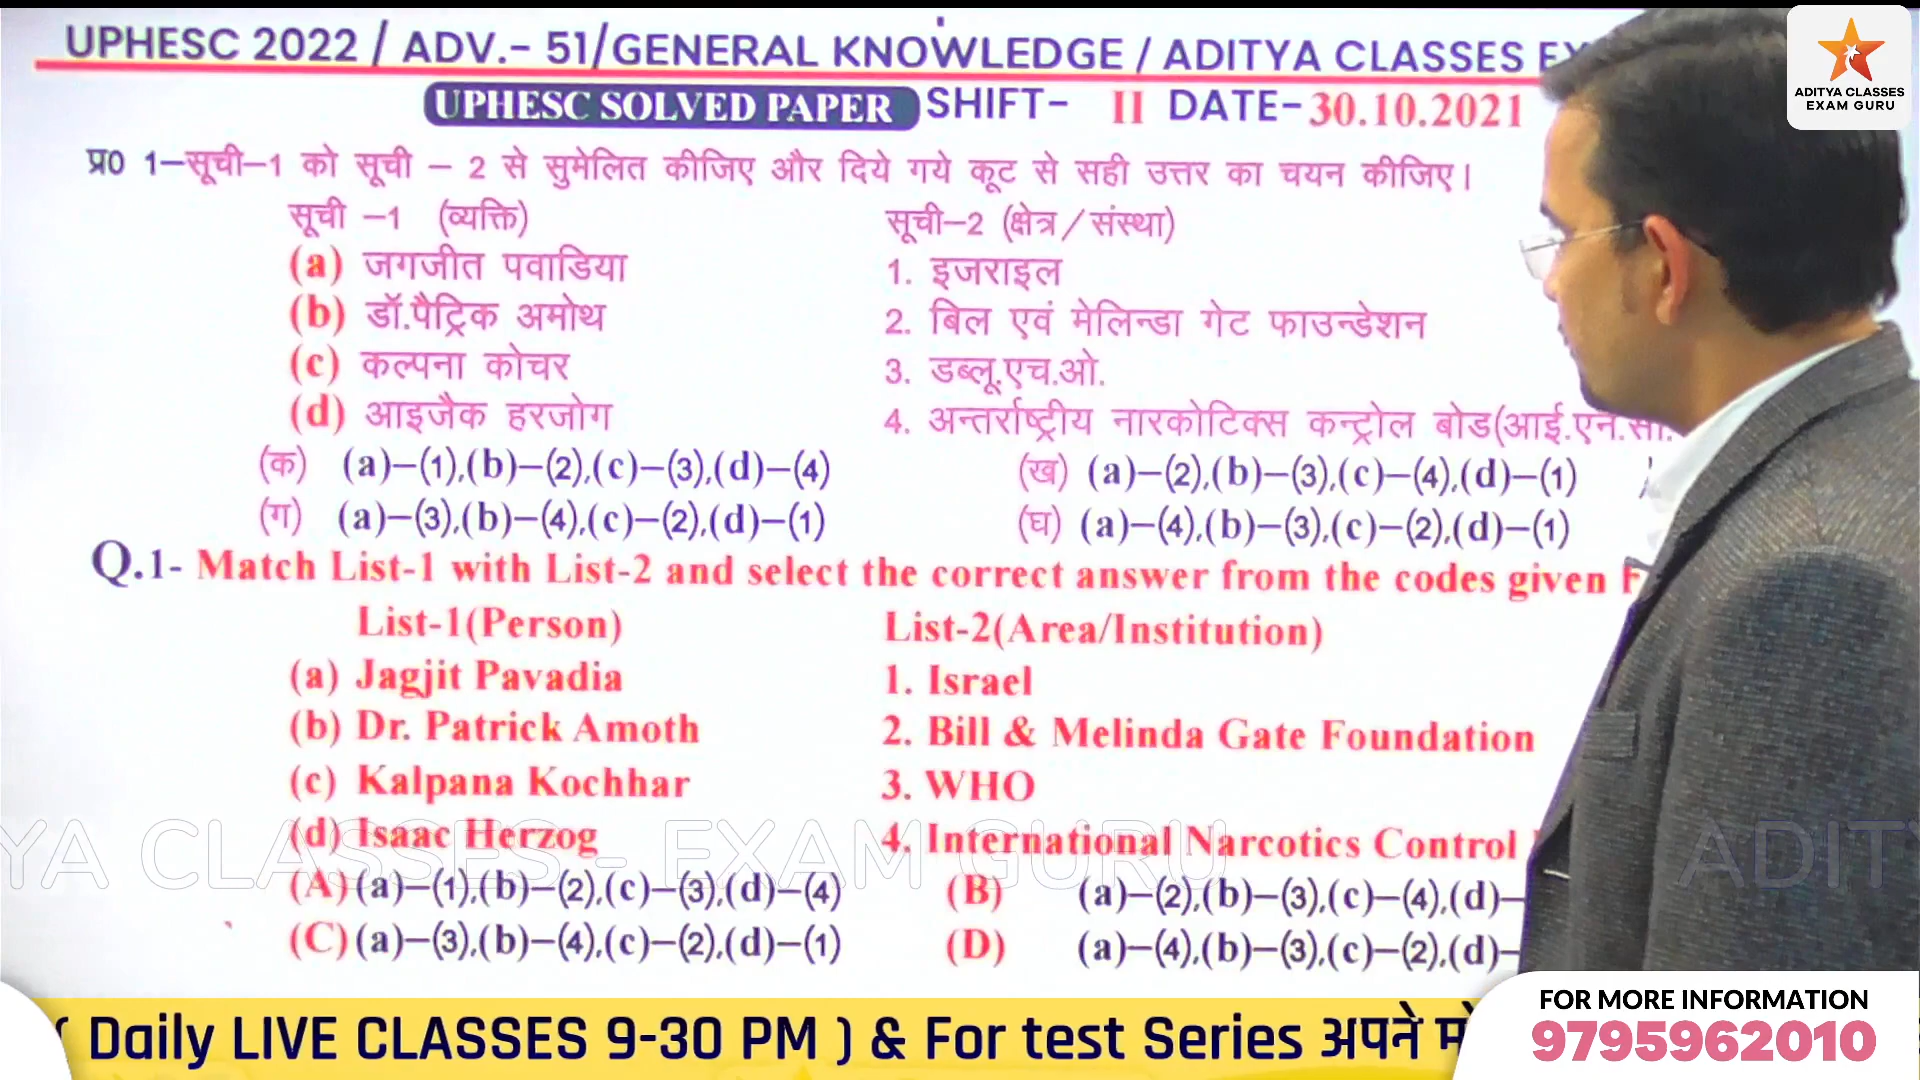 UPHESC 2022 / ADV.- 51/GENERAL KNOWLEDGE / ADITYA CLASSES
UPHESC SOLVED PAPER SHIFT- II DATE-30.10.2021
प्र0 1–सूची–1 को सूची – 2 से सुमेलित कीजिए और दिये गये कूट से सही उत्तर का चयन कीजिए।
सूची –1 (व्यक्ति) सूची–2 (क्षेत्र/संस्था)
(a) जगजीत पवाडिया 1. इजराइल
(b) डॉ.पैट्रिक अमोथ 2. बिल एवं मेलिन्डा गेट फाउन्डेशन
(c) कल्पना कोचर 3. डब्लू.एच.ओ.
(d) आइजैक हरजोग 4. अन्तर्राष्ट्रीय नारकोटिक्स कन्ट्रोल बोड(आई.एन.सी.
(क) (a)–(1),(b)–(2),(c)–(3),(d)–(4) (ख) (a)–(2),(b)–(3),(c)–(4),(d)–(1)
(ग) (a)–(3),(b)–(4),(c)–(2),(d)–(1) (घ) (a)–(4),(b)–(3),(c)–(2),(d)–(1)
Q.1- Match List-1 with List-2 and select the correct answer from the codes given
List-1(Person) List-2(Area/Institution)
(a) Jagjit Pavadia 1. Israel
(b) Dr. Patrick Amoth 2. Bill & Melinda Gate Foundation
(c) Kalpana Kochhar 3. WHO
(d) Isaac Herzog 4. International Narcotics Control
(A) (a)–(1),(b)–(2),(c)–(3),(d)–(4) (B) (a)–(2),(b)–(3),(c)–(4),(d)–
(C) (a)–(3),(b)–(4),(c)–(2),(d)–(1) (D) (a)–(4),(b)–(3),(c)–(2),(d)–
YA CLASSES - EXAM GURU ADITY
ADITYA CLASSES
EXAM GURU
( Daily LIVE CLASSES 9-30 PM ) & For test Series अपने
FOR MORE INFORMATION
9795962010